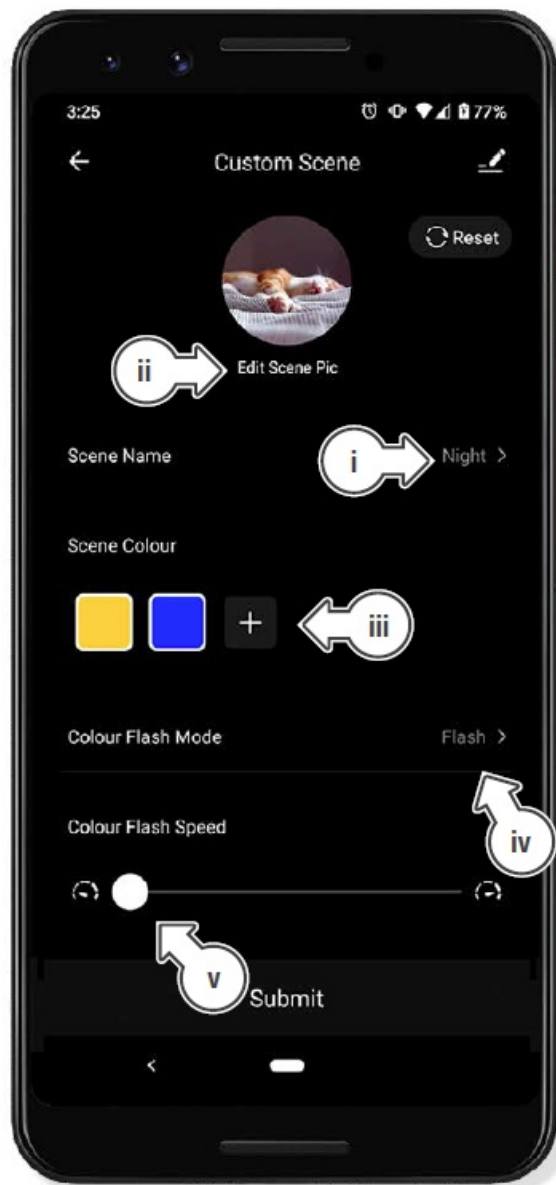 3:25 77%
Custom Scene
Reset
ii Edit Scene Pic
Scene Name i Night >
Scene Colour
+ iii
Colour Flash Mode Flash >
iv
Colour Flash Speed
v
Submit